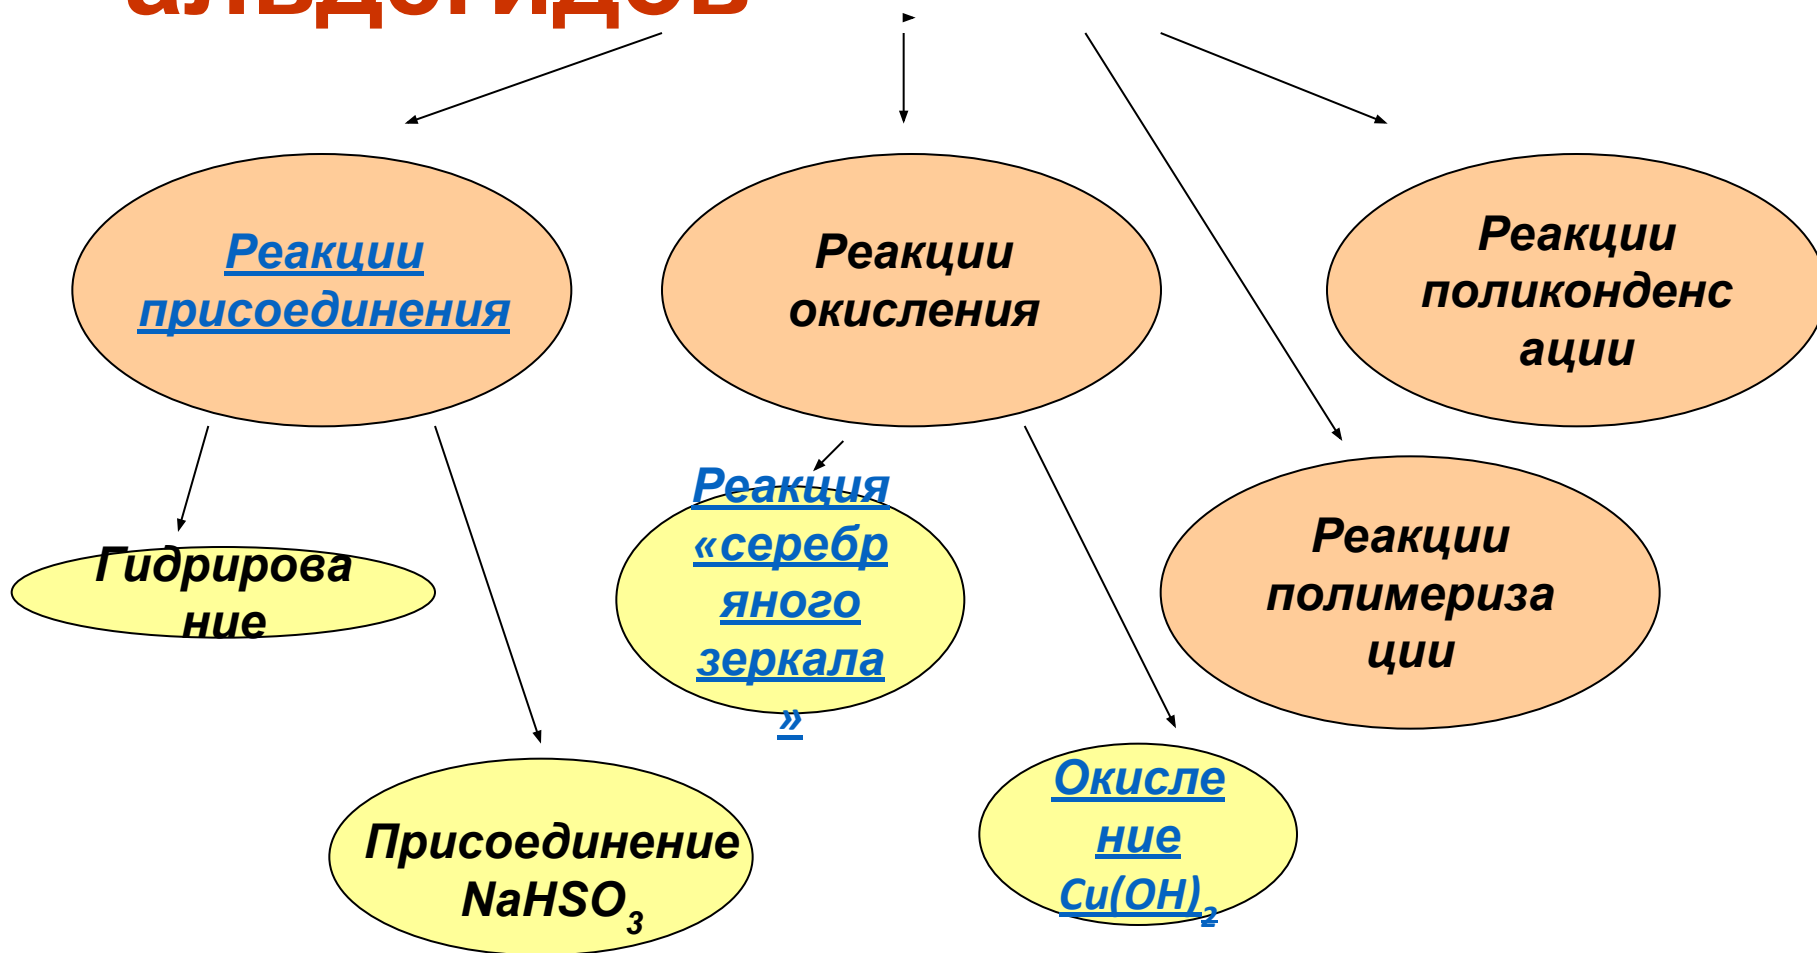 альдегидов
Реакции
присоединения
Реакции
окисления
Реакции
поликонденс
ации
Гидрирова
ние
Реакция
«серебр
яного
зеркала
»
Реакции
полимериза
ции
Присоединение
NaHSO₃
Окисле
ние
Cu(OH)₂